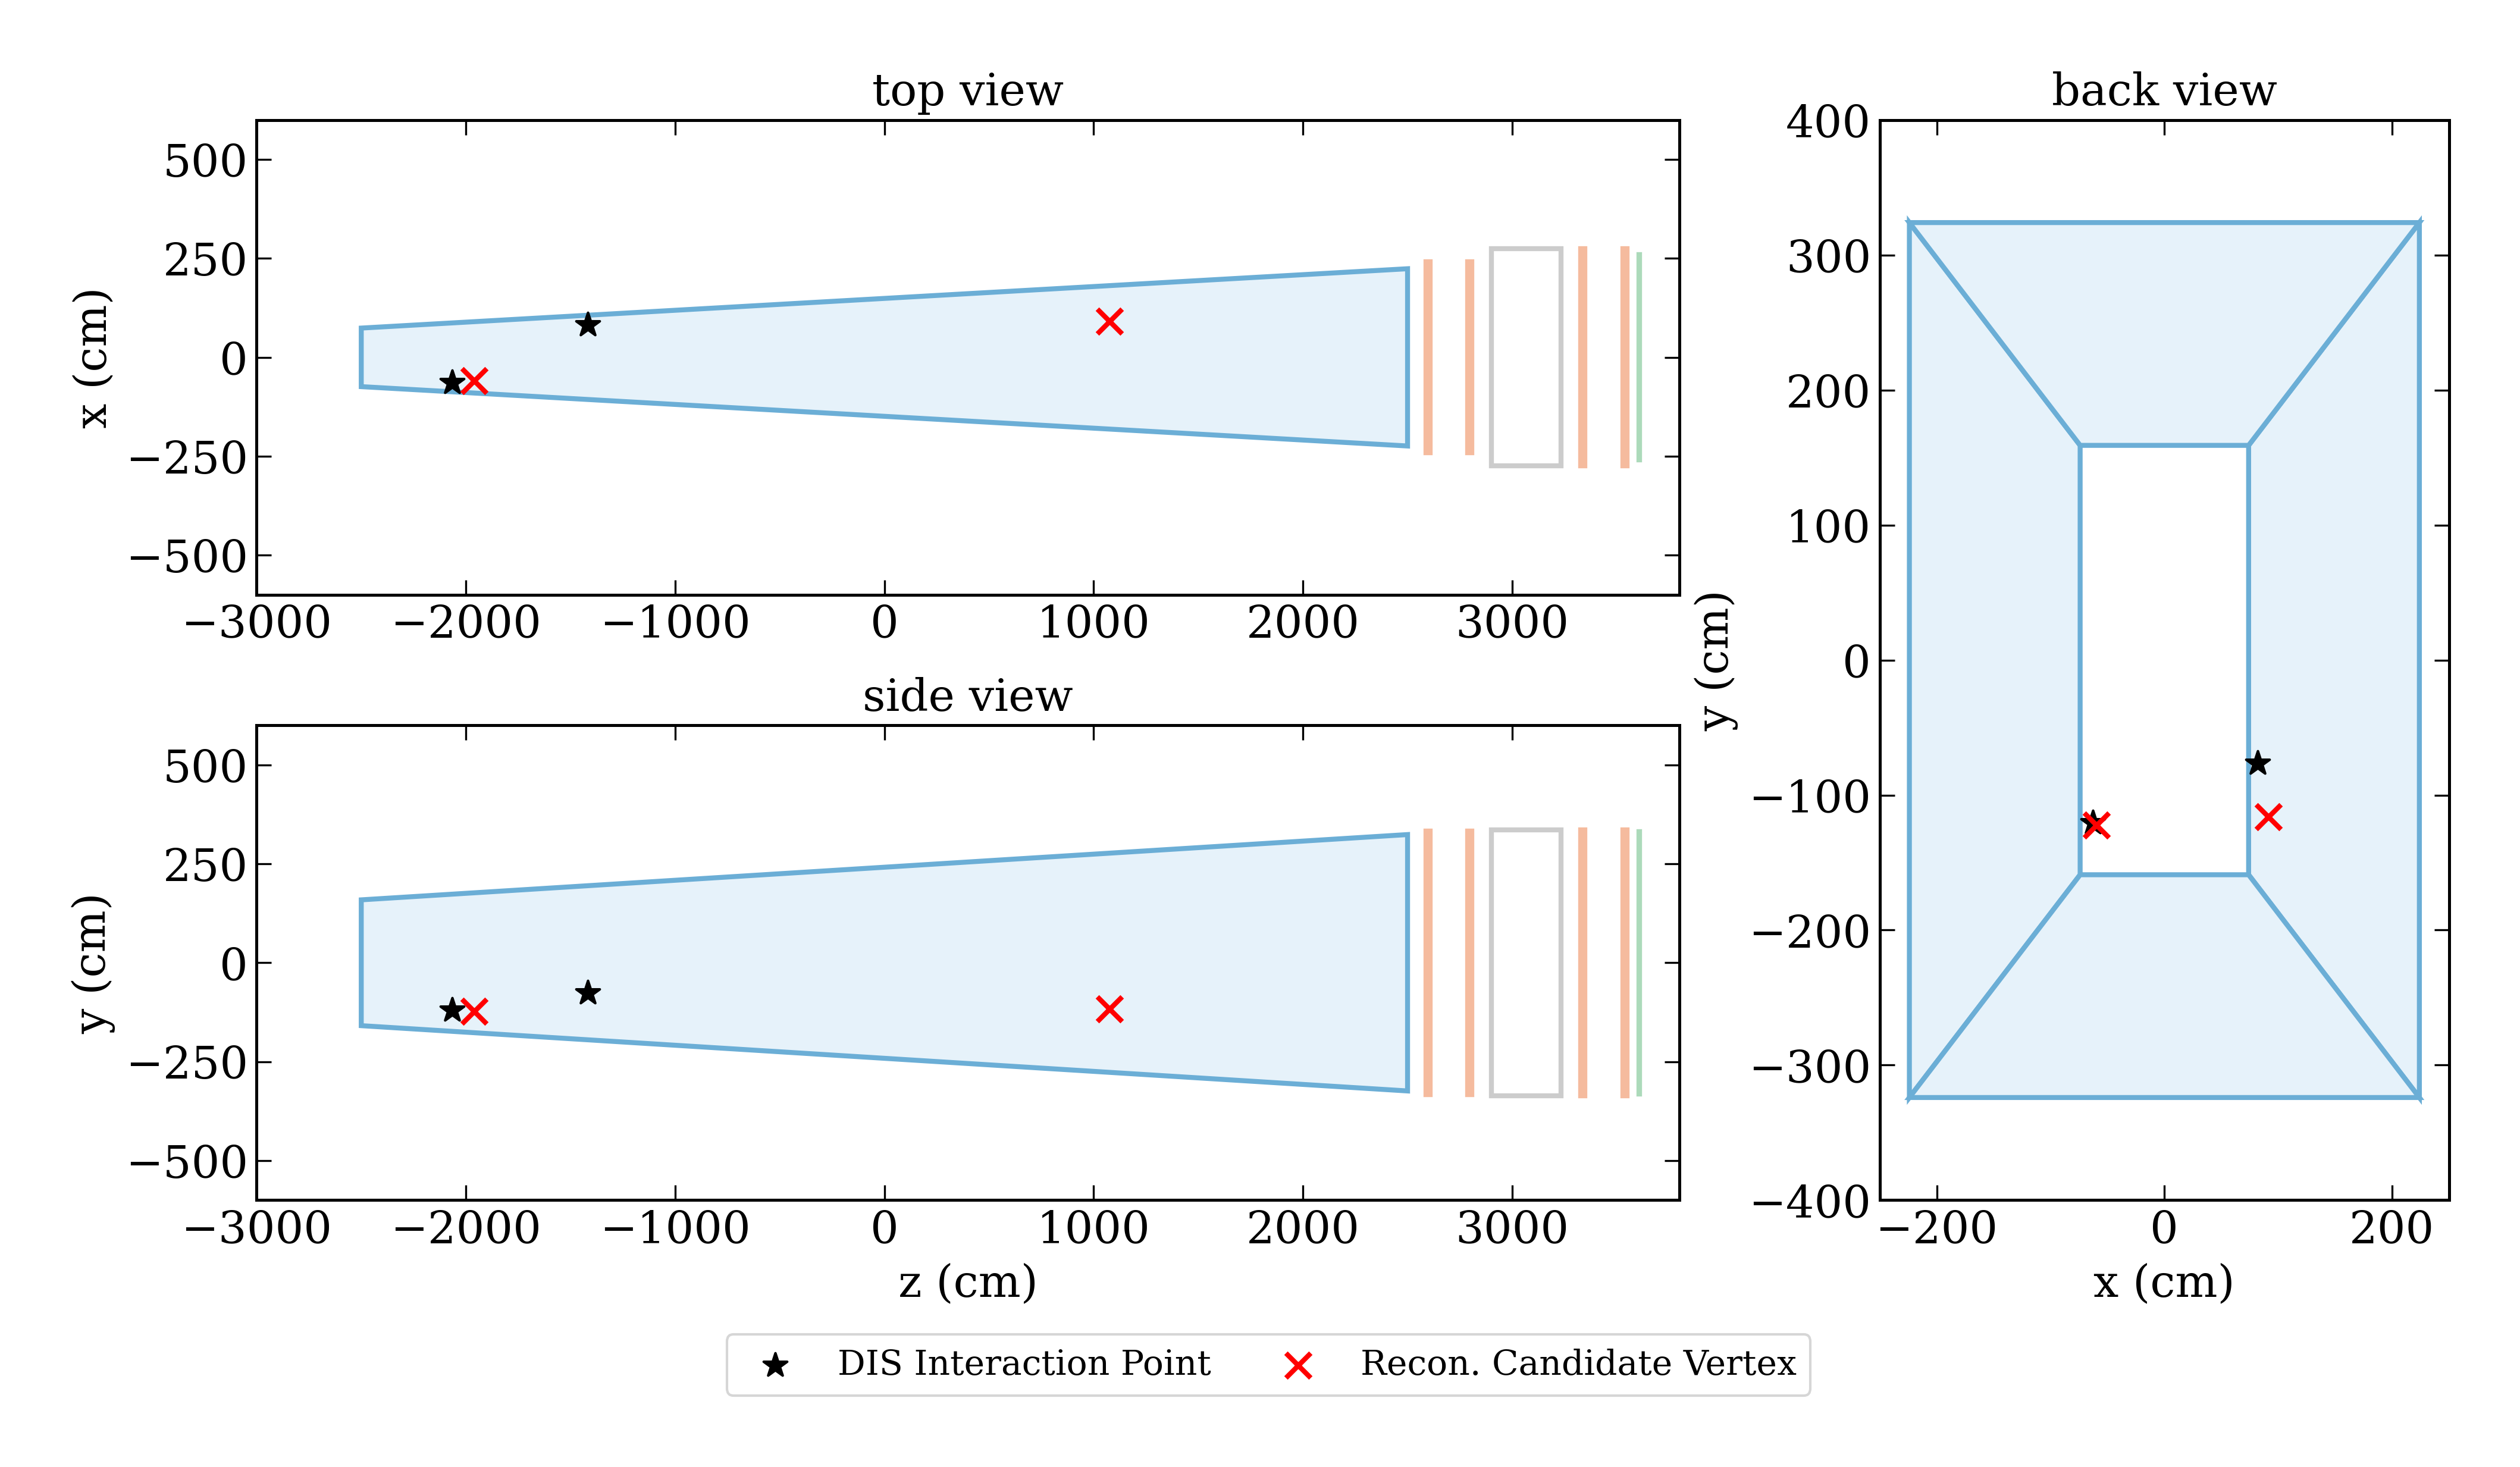 top view
500
250
0
−250
−500
x (cm)
−3000 −2000 −1000 0 1000 2000 3000
side view
500
250
0
−250
−500
y (cm)
−3000 −2000 −1000 0 1000 2000 3000
z (cm)
back view
400
300
200
100
0
−100
−200
−300
−400
y (cm)
−200 0 200
x (cm)
DIS Interaction Point
Recon. Candidate Vertex